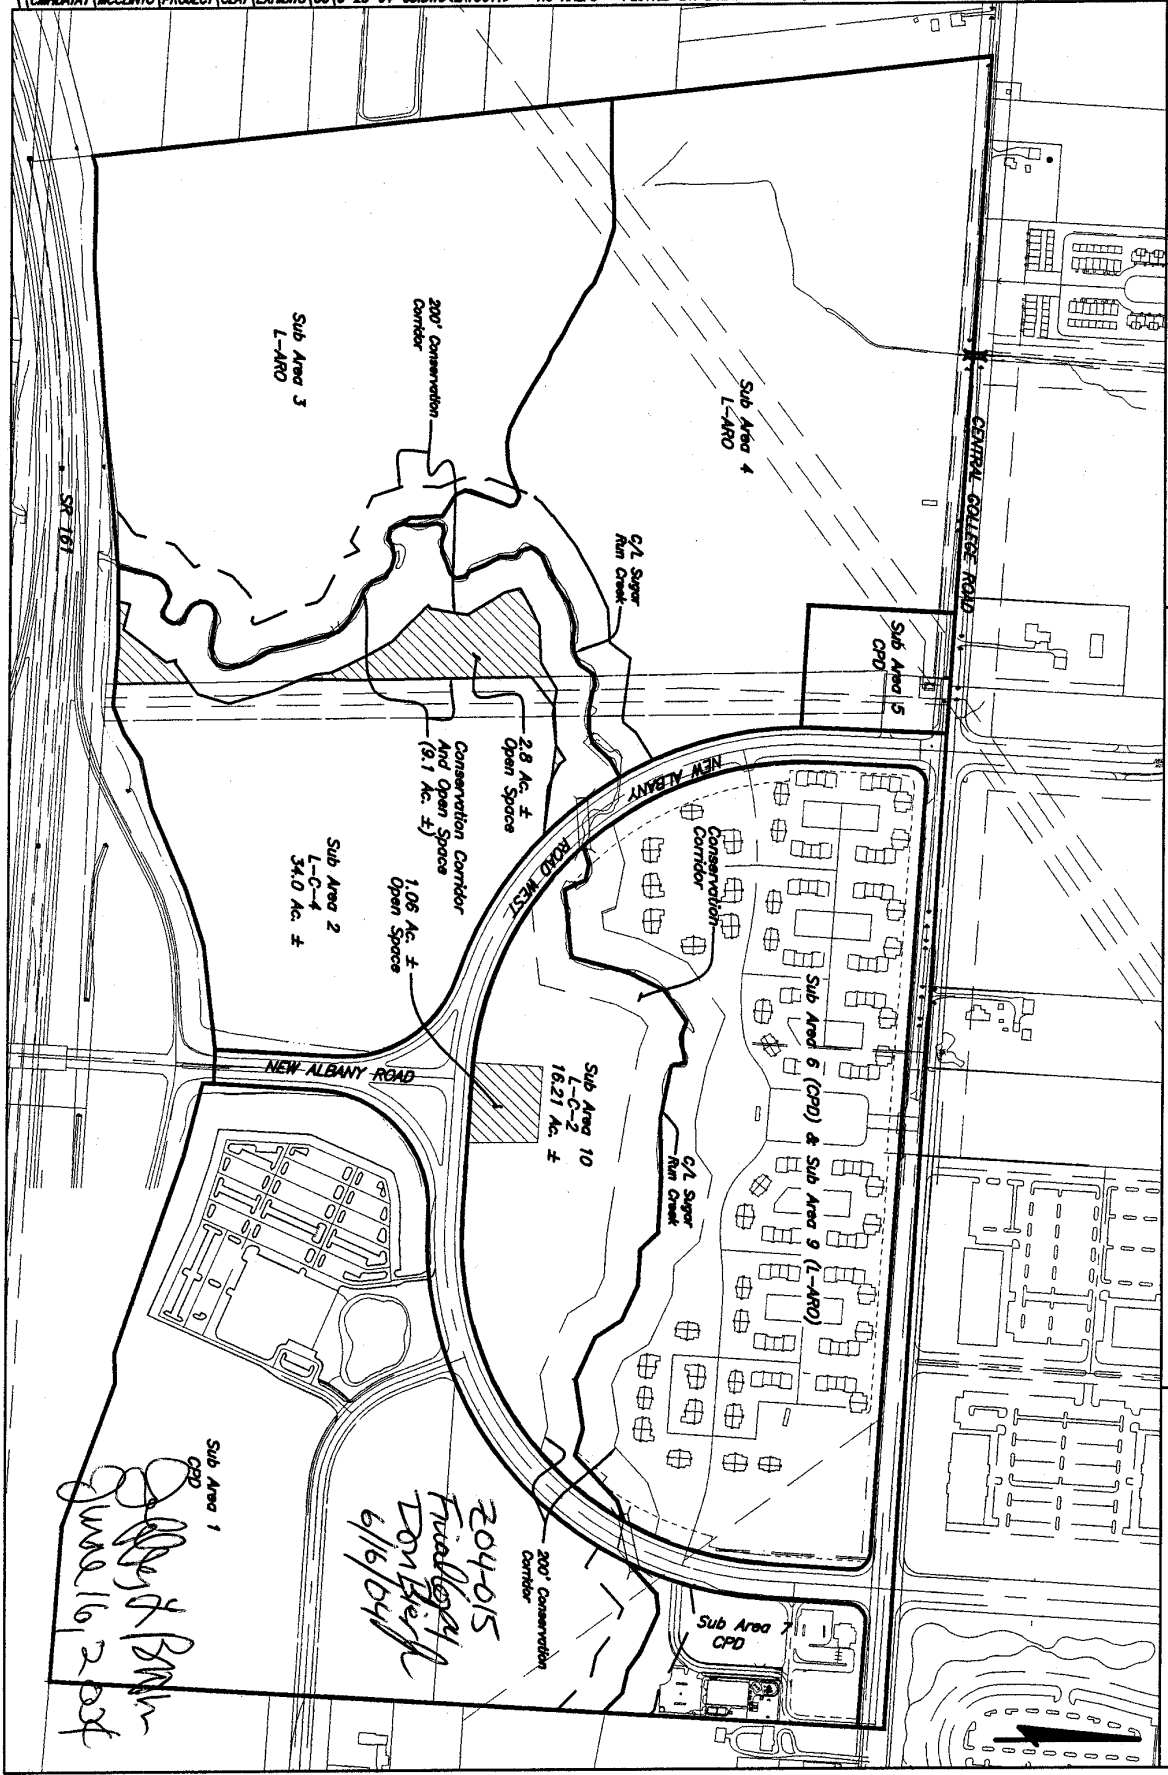 CENTRAL COLLEGE ROAD
Sub Area 4
L-ARO
Sub Area 5
CPD
C/L Sugar
Run Creek
200' Conservation
Corridor
Sub Area 3
L-ARO
SR 161
NEW ALBANY
ROAD WEST
Conservation
Corridor
2.8 Ac. ±
Open Space
Conservation Corridor
And Open Space
(9.1 Ac. ±)
1.06 Ac. ±
Open Space
Sub Area 2
L-C-4
34.0 Ac. ±
NEW ALBANY ROAD
Sub Area 6 (CPD) & Sub Area 9 (L-ARO)
Sub Area 10
L-C-2
16.21 Ac. ±
C/L Sugar
Run Creek
200' Conservation
Corridor
Sub Area 7
CPD
Sub Area 1
CPD
Z04-015
6/16/04
June 16, 2004